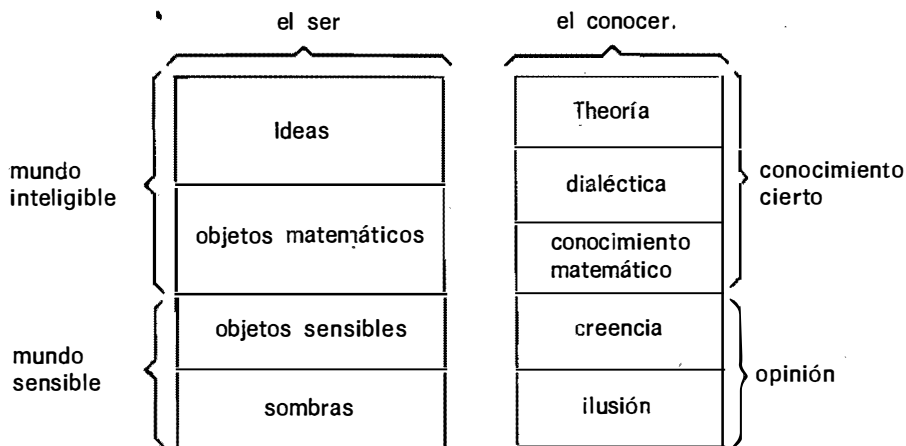 el ser
el conocer.
Ideas
Theoría
mundo
inteligible
dialéctica
conocimiento
cierto
objetos matemáticos
conocimiento
matemático
objetos sensibles
creencia
mundo
sensible
opinión
sombras
ilusión